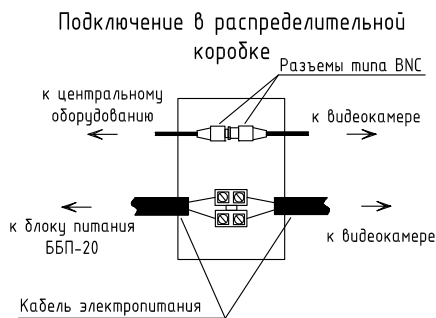 Подключение в распределительной
коробке
Разъемы типа BNC
к центральному
оборудованию
к видеокамере
к блоку питания
ББП-20
к видеокамере
Кабель электропитания